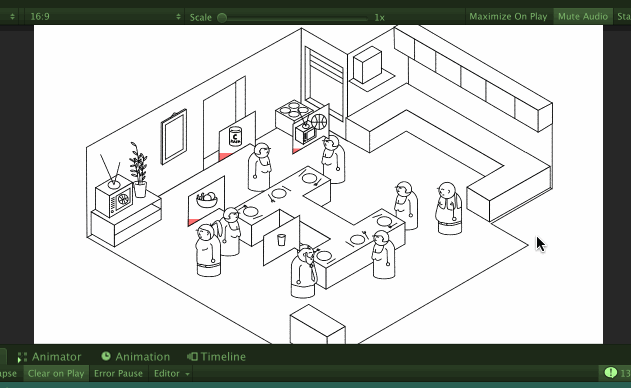 16:9 Scale 1x Maximize On Play Mute Audio Sta
C
Animator Animation Timeline
apse Clear on Play Error Pause Editor 13